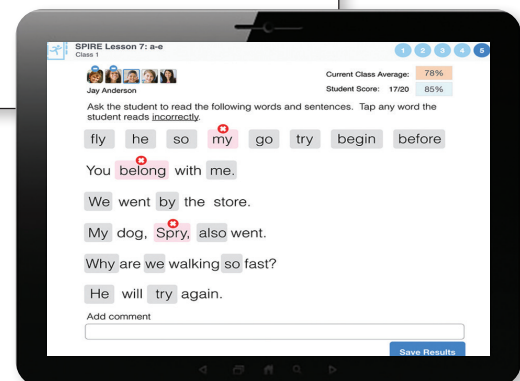 SPIRE Lesson 7: a-e
Class 1
1 2 3 4 5
Current Class Average: 78%
Jay Anderson
Student Score: 17/20 85%
Ask the student to read the following words and sentences. Tap any word the
student reads incorrectly.
fly he so my go try begin before
You belong with me.
We went by the store.
My dog, Spry, also went.
Why are we walking so fast?
He will try again.
Add comment
Save Results